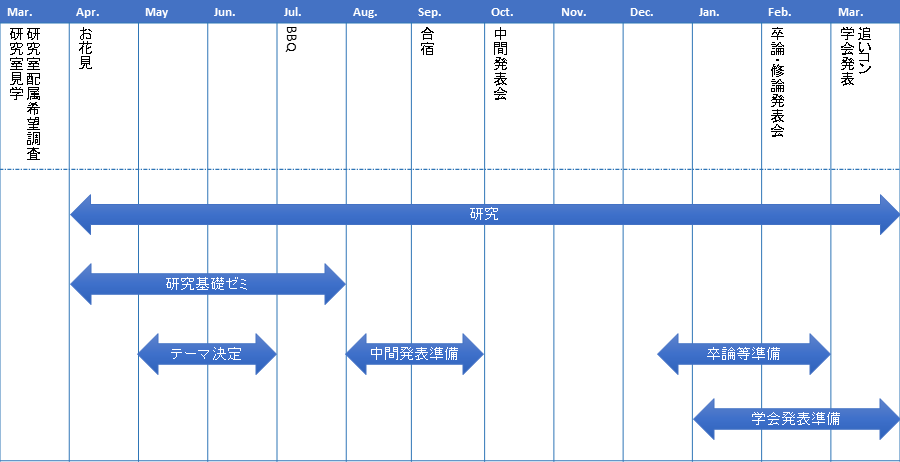 Mar.
Apr.
May
Jun.
Jul.
Aug.
Sep.
Oct.
Nov.
Dec.
Jan.
Feb.
Mar.
研究室配属希望調査
研究室見学
お花見
BBQ
合宿
中間発表会
卒論・修論発表会
追いコン
学会発表
研究
研究基礎ゼミ
テーマ決定
中間発表準備
卒論等準備
学会発表準備